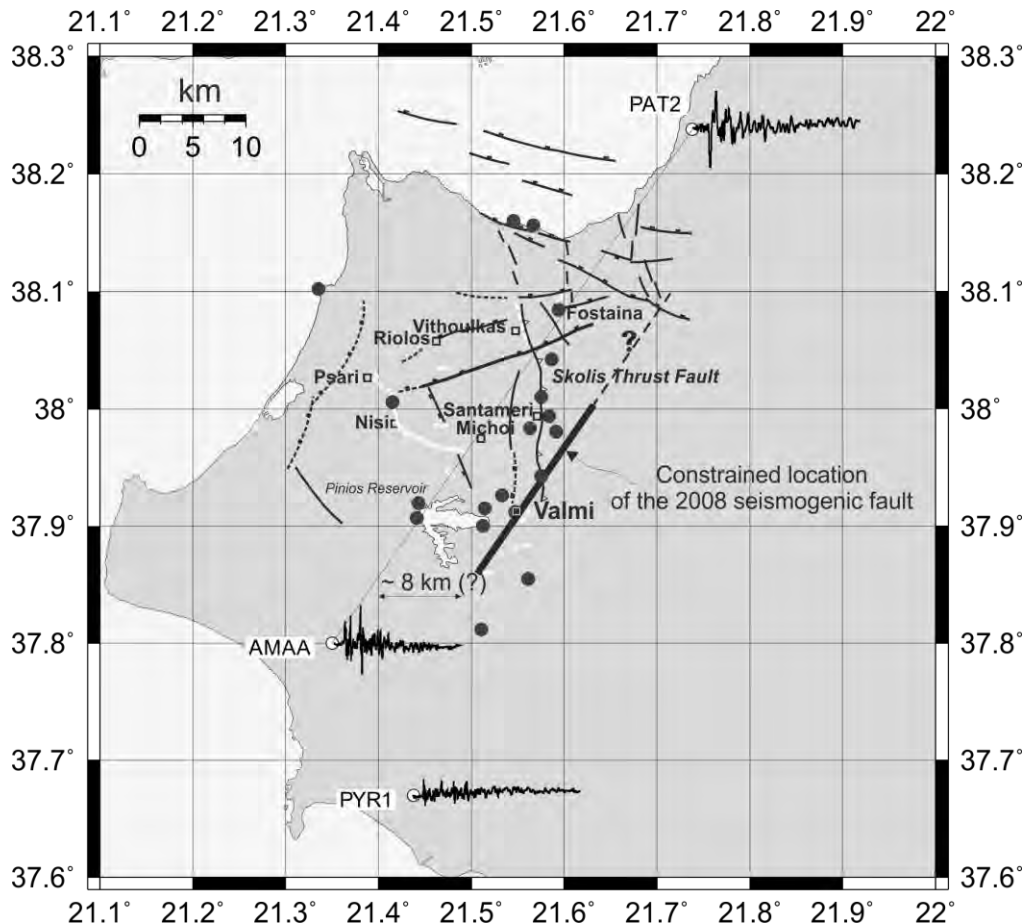 21.1° 21.2° 21.3° 21.4° 21.5° 21.6° 21.7° 21.8° 21.9° 22°
38.3° 38.3°
km
0 5 10
PAT2
38.2° 38.2°
38.1° 38.1°
Fostaina
Vithoulkas
Riolos
?
Psari
Skolis Thrust Fault
38° 38°
Santameri
Nisi
Michoi
Constrained location
of the 2008 seismogenic fault
Pinios Reservoir
37.9° 37.9°
Valmi
~ 8 km (?)
37.8° 37.8°
AMAA
37.7° 37.7°
PYR1
37.6° 37.6°
21.1° 21.2° 21.3° 21.4° 21.5° 21.6° 21.7° 21.8° 21.9° 22°